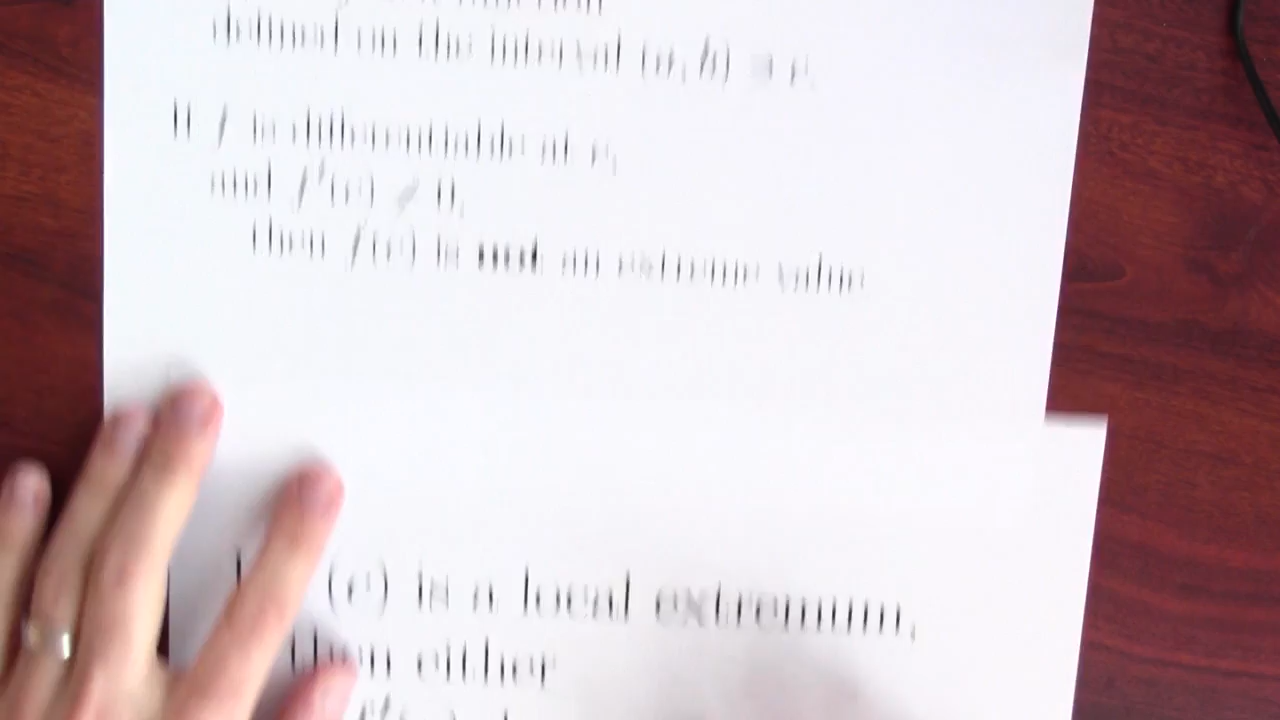 defined on the interval (a, b) ∋ c.
If f is differentiable at c,
and f'(c) ≠ 0,
then f(c) is not an extreme value
(c) is a local extremum,
then either